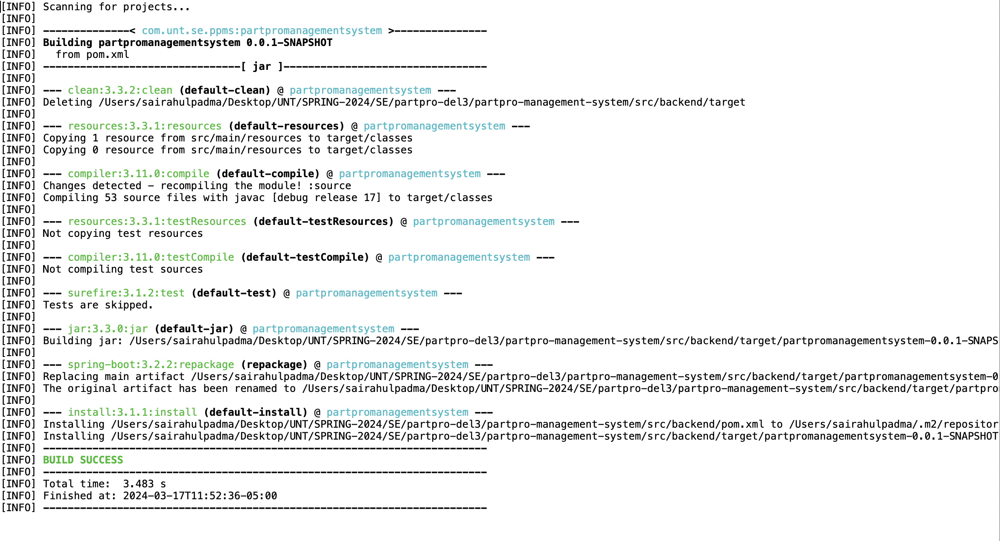 [INFO] Scanning for projects...
[INFO]
[INFO] --------------< com.unt.se.ppms:partpromanagementsystem >---------------
[INFO] Building partpromanagementsystem 0.0.1-SNAPSHOT
[INFO]   from pom.xml
[INFO] --------------------------------[ jar ]---------------------------------
[INFO]
[INFO] --- clean:3.3.2:clean (default-clean) @ partpromanagementsystem ---
[INFO] Deleting /Users/sairahulpadma/Desktop/UNT/SPRING-2024/SE/partpro-del3/partpro-management-system/src/backend/target
[INFO]
[INFO] --- resources:3.3.1:resources (default-resources) @ partpromanagementsystem ---
[INFO] Copying 1 resource from src/main/resources to target/classes
[INFO] Copying 0 resource from src/main/resources to target/classes
[INFO]
[INFO] --- compiler:3.11.0:compile (default-compile) @ partpromanagementsystem ---
[INFO] Changes detected - recompiling the module! :source
[INFO] Compiling 53 source files with javac [debug release 17] to target/classes
[INFO]
[INFO] --- resources:3.3.1:testResources (default-testResources) @ partpromanagementsystem ---
[INFO] Not copying test resources
[INFO]
[INFO] --- compiler:3.11.0:testCompile (default-testCompile) @ partpromanagementsystem ---
[INFO] Not compiling test sources
[INFO]
[INFO] --- surefire:3.1.2:test (default-test) @ partpromanagementsystem ---
[INFO] Tests are skipped.
[INFO]
[INFO] --- jar:3.3.0:jar (default-jar) @ partpromanagementsystem ---
[INFO] Building jar: /Users/sairahulpadma/Desktop/UNT/SPRING-2024/SE/partpro-del3/partpro-management-system/src/backend/target/partpromanagementsystem-0.0.1-SNAPS
[INFO]
[INFO] --- spring-boot:3.2.2:repackage (repackage) @ partpromanagementsystem ---
[INFO] Replacing main artifact /Users/sairahulpadma/Desktop/UNT/SPRING-2024/SE/partpro-del3/partpro-management-system/src/backend/target/partpromanagementsystem-0
[INFO] The original artifact has been renamed to /Users/sairahulpadma/Desktop/UNT/SPRING-2024/SE/partpro-del3/partpro-management-system/src/backend/target/partpro
[INFO]
[INFO] --- install:3.1.1:install (default-install) @ partpromanagementsystem ---
[INFO] Installing /Users/sairahulpadma/Desktop/UNT/SPRING-2024/SE/partpro-del3/partpro-management-system/src/backend/pom.xml to /Users/sairahulpadma/.m2/repositor
[INFO] Installing /Users/sairahulpadma/Desktop/UNT/SPRING-2024/SE/partpro-del3/partpro-management-system/src/backend/target/partpromanagementsystem-0.0.1-SNAPSHOT
[INFO] ------------------------------------------------------------------------
[INFO] BUILD SUCCESS
[INFO] ------------------------------------------------------------------------
[INFO] Total time:  3.483 s
[INFO] Finished at: 2024-03-17T11:52:36-05:00
[INFO] ------------------------------------------------------------------------